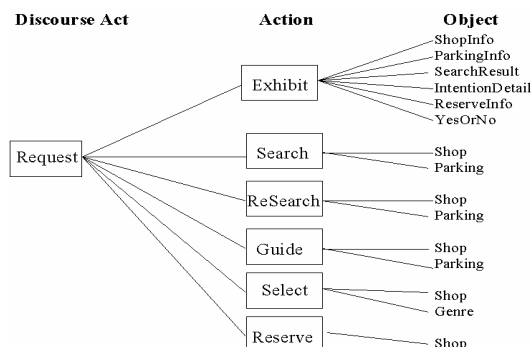 Discourse Act Action Object
ShopInfo
ParkingInfo
SearchResult
Exhibit
IntentionDetail
ReserveInfo
YesOrNo
Request
Search
Shop
Parking
ReSearch
Shop
Parking
Guide
Shop
Parking
Select
Shop
Genre
Reserve
Shop